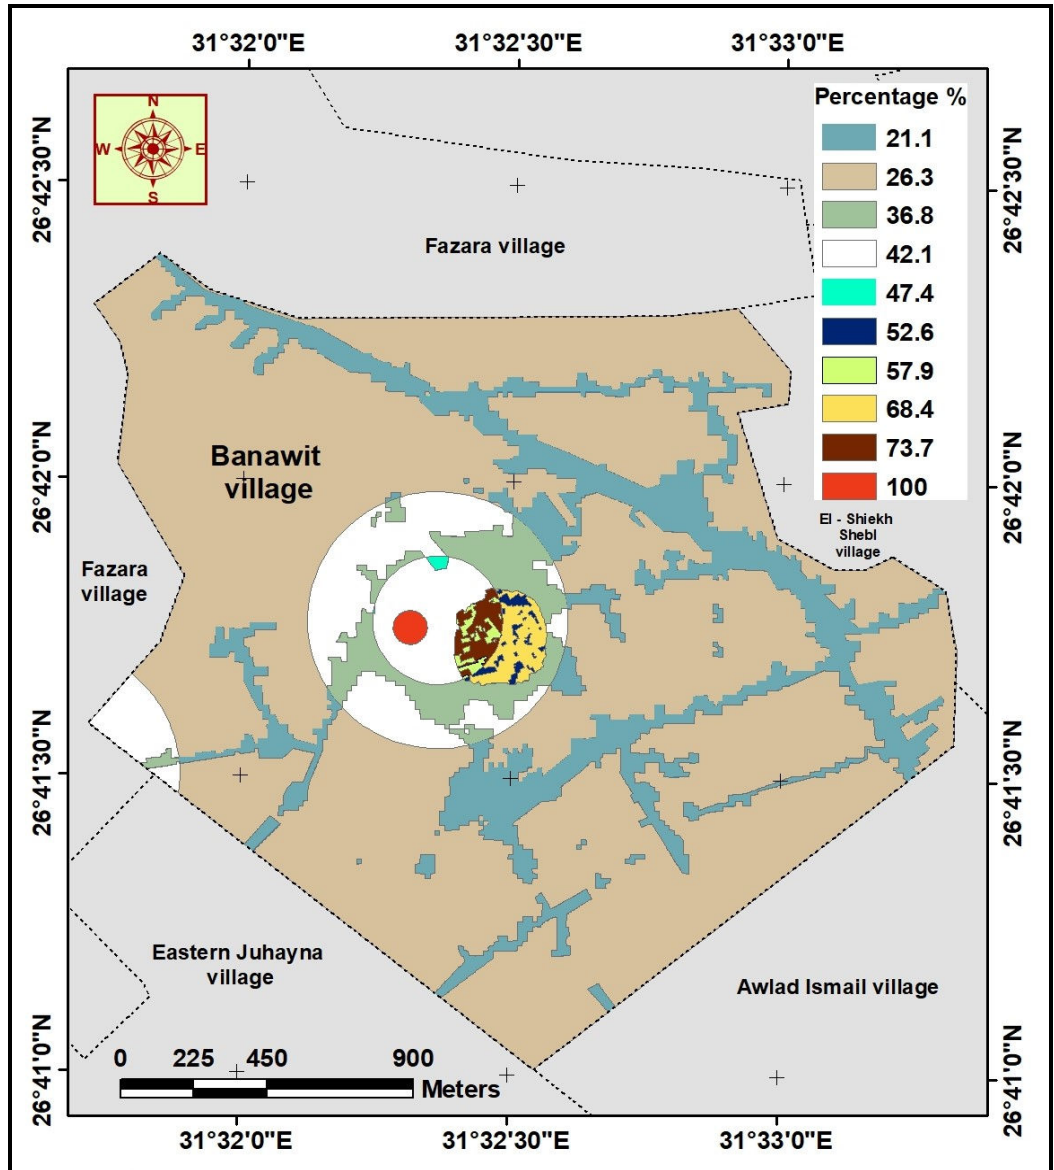 31°32'0"E
31°32'30"E
31°33'0"E
N
W
E
S
Percentage %
21.1
26.3
36.8
42.1
47.4
52.6
57.9
68.4
73.7
100
26°42'30"N
26°42'30"N
Fazara village
Banawit
village
26°42'0"N
26°42'0"N
El - Shiekh
Shebl
village
Fazara
village
26°41'30"N
26°41'30"N
Eastern Juhayna
village
Awlad Ismail village
0 225 450 900
Meters
26°41'0"N
26°41'0"N
31°32'0"E
31°32'30"E
31°33'0"E